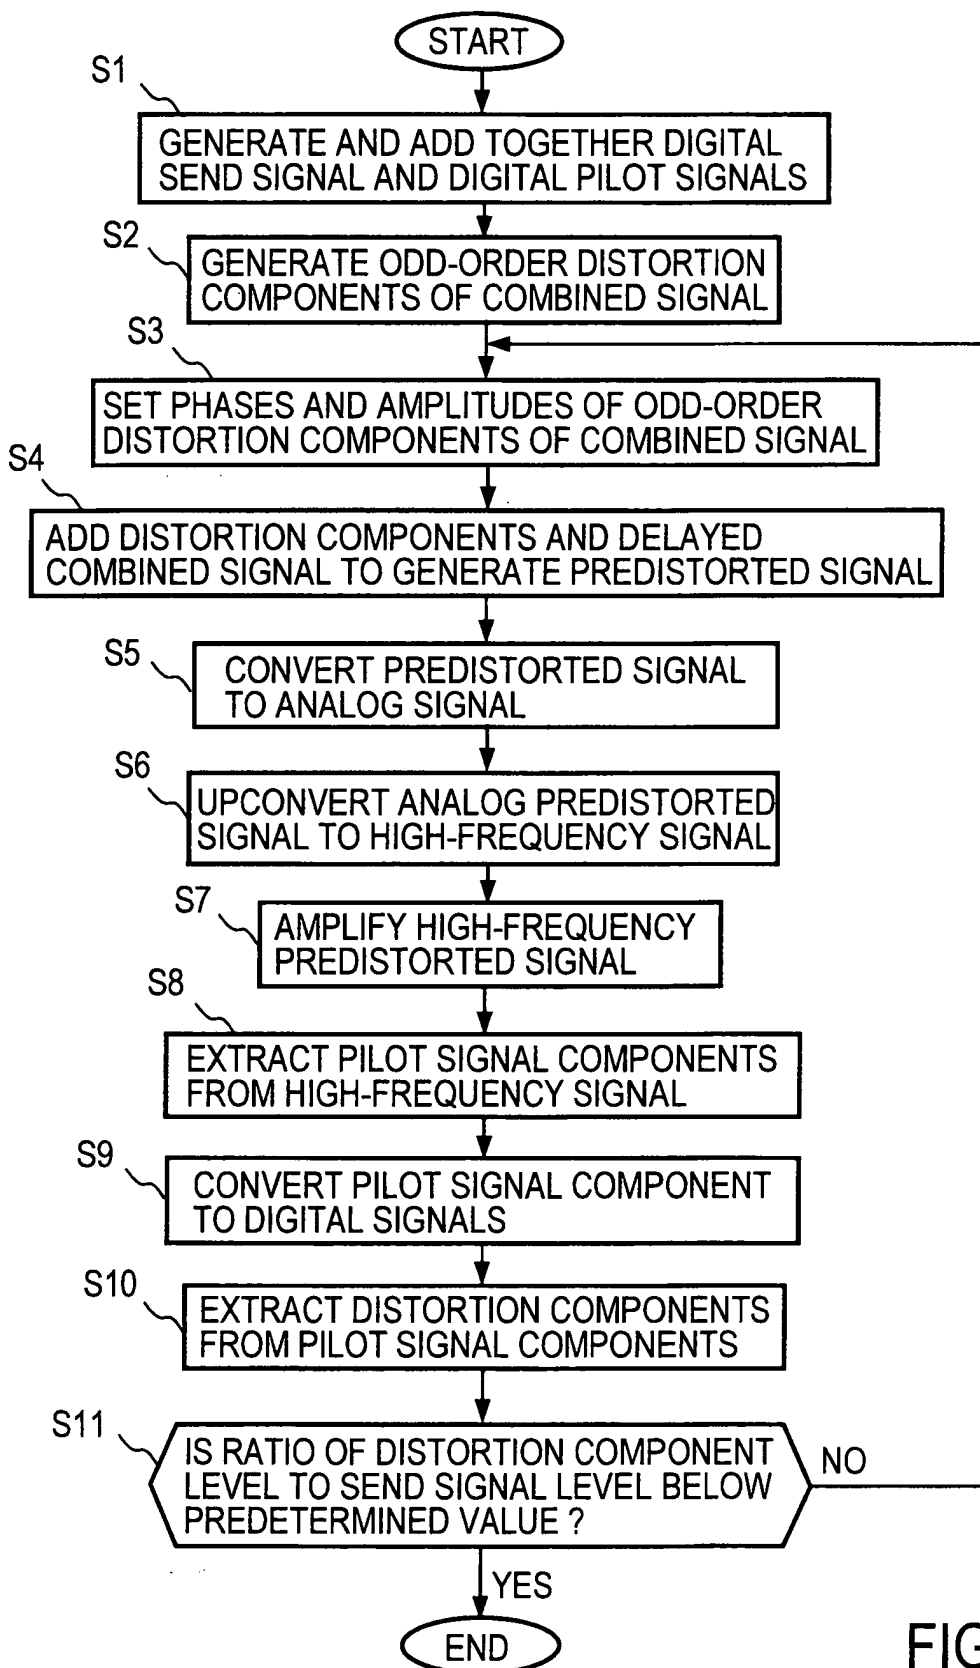 START
S1
GENERATE AND ADD TOGETHER DIGITAL
SEND SIGNAL AND DIGITAL PILOT SIGNALS
S2
GENERATE ODD-ORDER DISTORTION
COMPONENTS OF COMBINED SIGNAL
S3
SET PHASES AND AMPLITUDES OF ODD-ORDER
DISTORTION COMPONENTS OF COMBINED SIGNAL
S4
ADD DISTORTION COMPONENTS AND DELAYED
COMBINED SIGNAL TO GENERATE PREDISTORTED SIGNAL
S5
CONVERT PREDISTORTED SIGNAL
TO ANALOG SIGNAL
S6
UPCONVERT ANALOG PREDISTORTED
SIGNAL TO HIGH-FREQUENCY SIGNAL
S7
AMPLIFY HIGH-FREQUENCY
PREDISTORTED SIGNAL
S8
EXTRACT PILOT SIGNAL COMPONENTS
FROM HIGH-FREQUENCY SIGNAL
S9
CONVERT PILOT SIGNAL COMPONENT
TO DIGITAL SIGNALS
S10
EXTRACT DISTORTION COMPONENTS
FROM PILOT SIGNAL COMPONENTS
S11
IS RATIO OF DISTORTION COMPONENT
LEVEL TO SEND SIGNAL LEVEL BELOW
PREDETERMINED VALUE ?
NO
YES
END
FIG